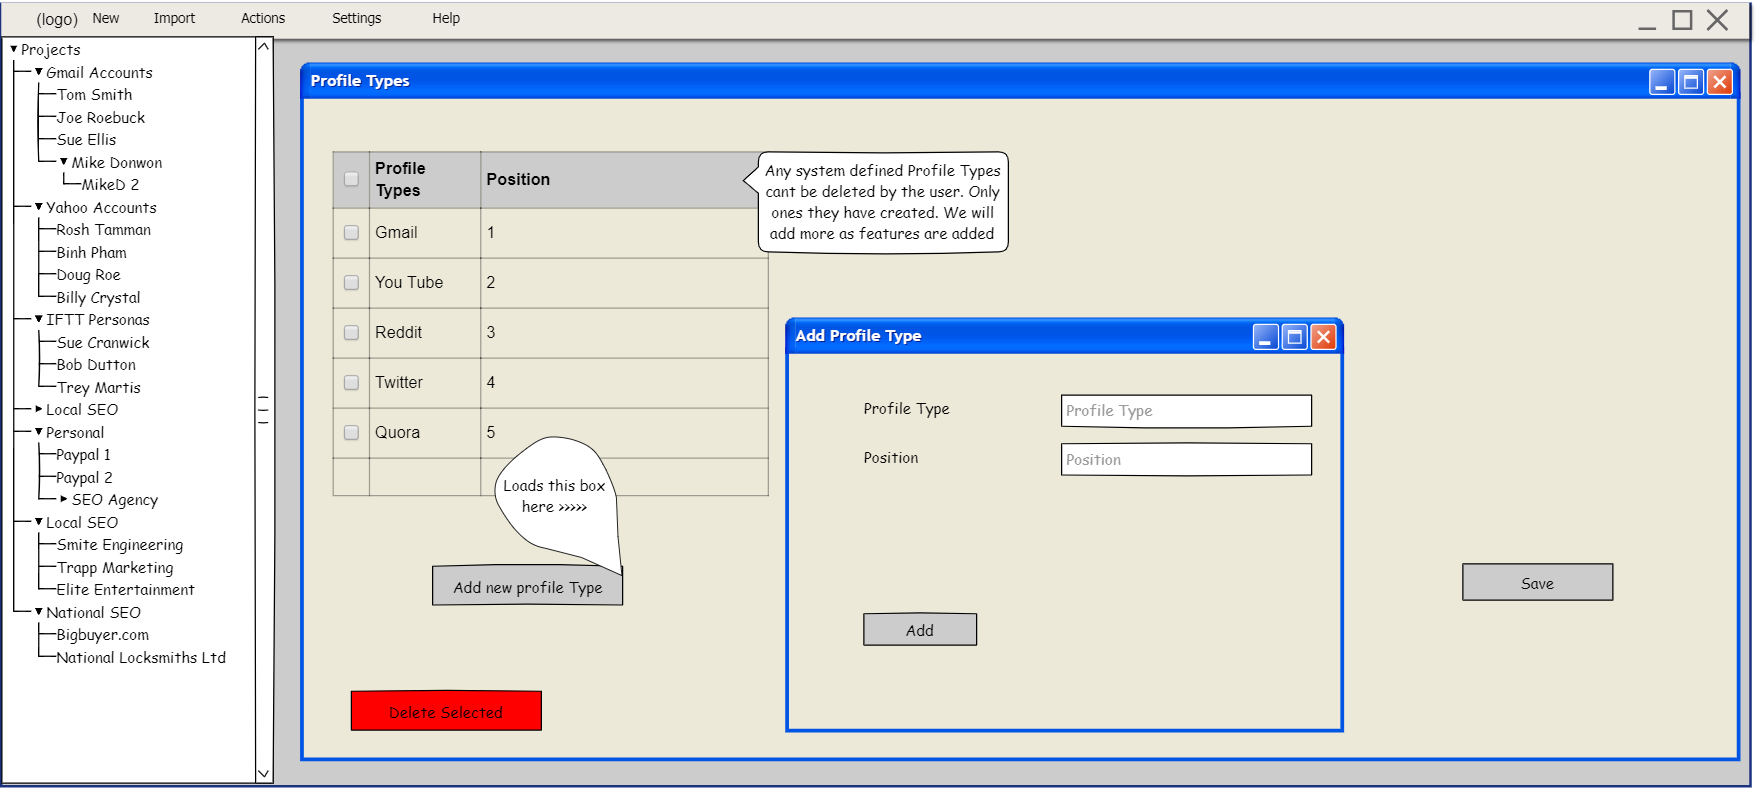 (logo) New Import Actions Settings Help
Projects
Gmail Accounts
Tom Smith
Joe Roebuck
Sue Ellis
Mike Donwon
MikeD 2
Yahoo Accounts
Rosh Tamman
Binh Pham
Doug Roe
Billy Crystal
IFTT Personas
Sue Cranwick
Bob Dutton
Trey Martis
Local SEO
Personal
Paypal 1
Paypal 2
SEO Agency
Local SEO
Smite Engineering
Trapp Marketing
Elite Entertainment
National SEO
Bigbuyer.com
National Locksmiths Ltd
Profile Types
Profile
Types
Position
Gmail 1
You Tube 2
Reddit 3
Twitter 4
Quora 5
Any system defined Profile Types
cant be deleted by the user. Only
ones they have created. We will
add more as features are added
Loads this box
here >>>>>
Add new profile Type
Delete Selected
Add Profile Type
Profile Type Profile Type
Position Position
Add
Save